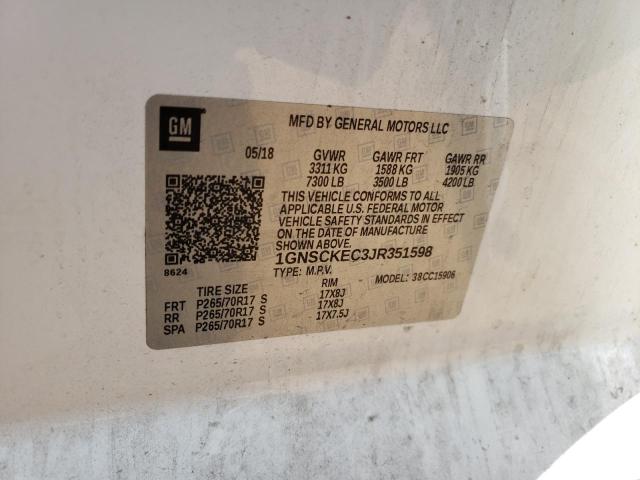 GM
MFD BY GENERAL MOTORS LLC
05/18 GVWR GAWR FRT GAWR RR
3311 KG 1588 KG 1905 KG
7300 LB 3500 LB 4200 LB
THIS VEHICLE CONFORMS TO ALL
APPLICABLE U.S. FEDERAL MOTOR
VEHICLE SAFETY STANDARDS IN EFFECT
ON THE DATE OF MANUFACTURE
SHOWN ABOVE.
1GNSCKEC3JR351598
8624 TYPE: M.P.V. 38CC15906
TIRE SIZE RIM
FRT P265/70R17 S 17X8J
RR P265/70R17 S 17X8J
SPA P265/70R17 S 17X7.5J